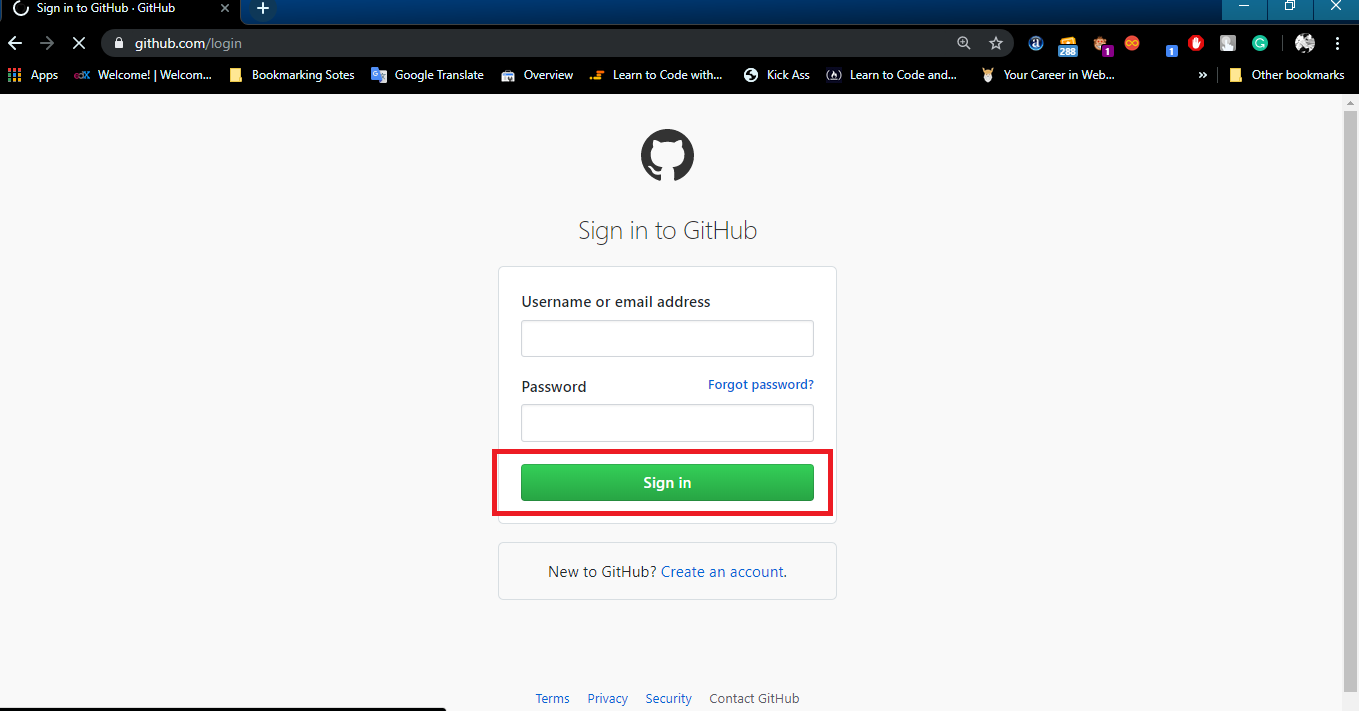 Sign in to GitHub · GitHub
github.com/login
Apps edX Welcome! | Welcom... Bookmarking Sotes Google Translate Overview Learn to Code with... Kick Ass Learn to Code and... Your Career in Web... » Other bookmarks
288 1 1
Sign in to GitHub
Username or email address
Password Forgot password?
Sign in
New to GitHub? Create an account.
Terms Privacy Security Contact GitHub